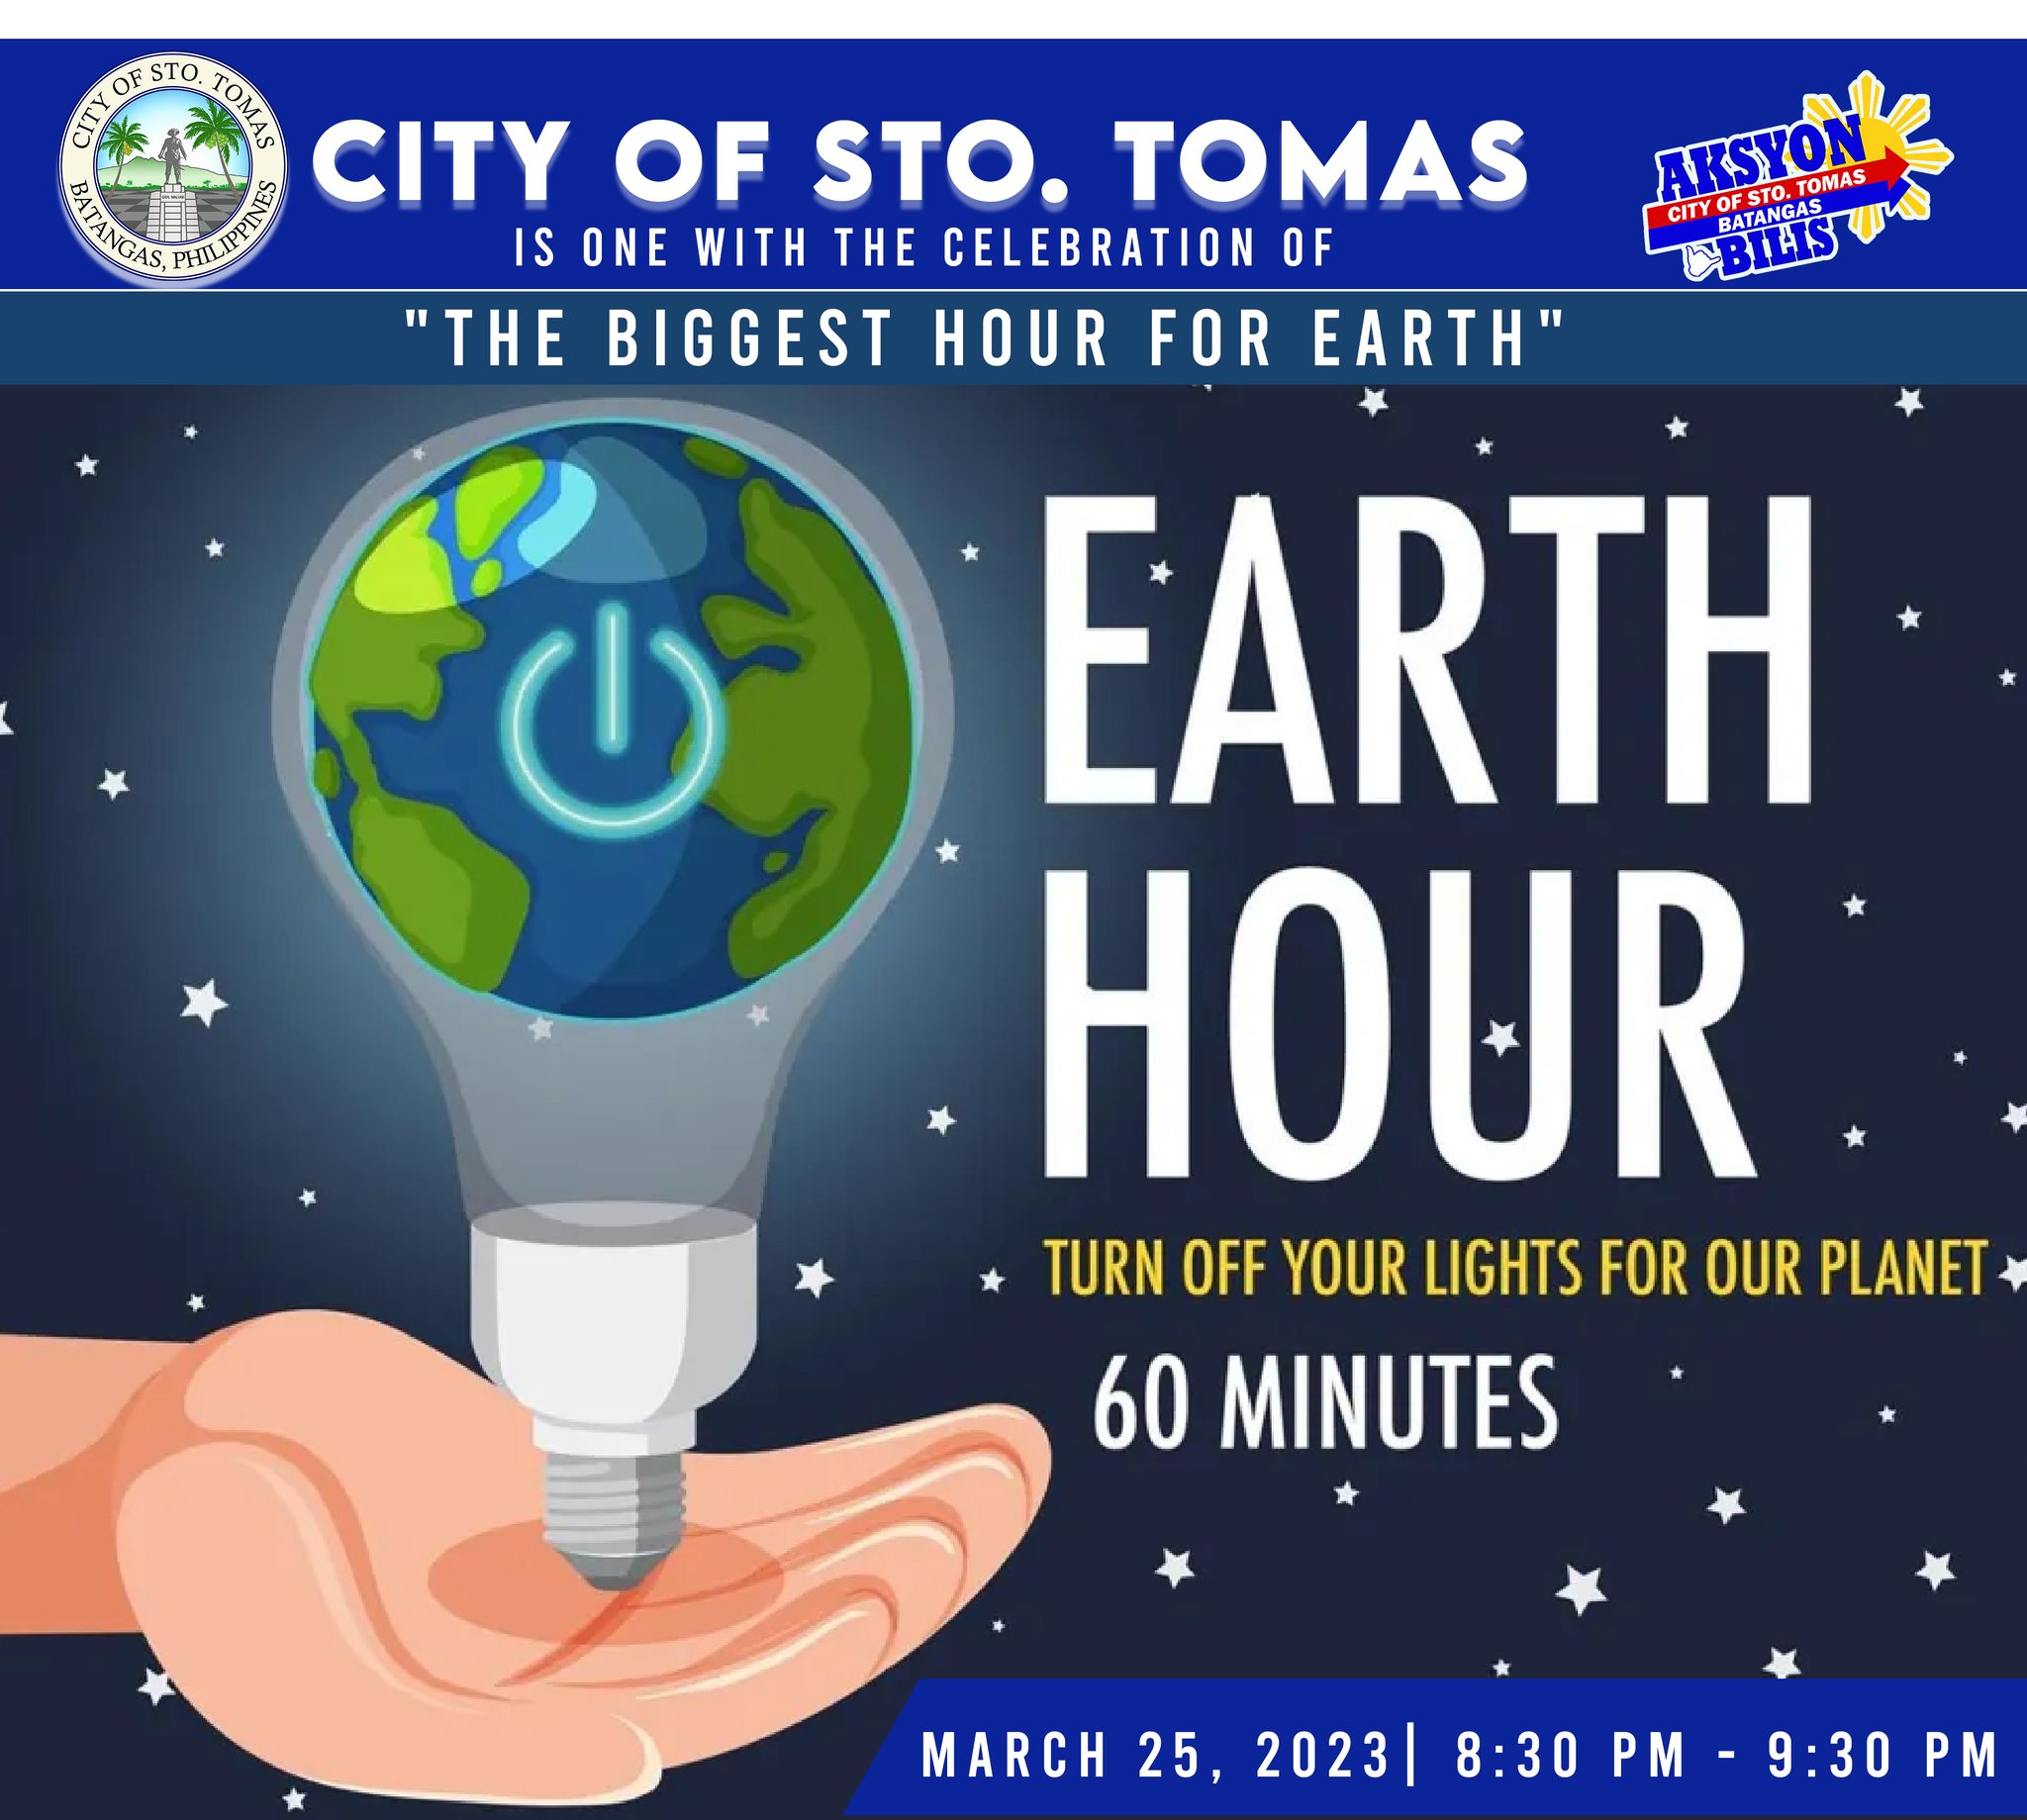 CITY OF STO. TOMAS
BATANGAS, PHILIPPINES
CITY OF STO. TOMAS
IS ONE WITH THE CELEBRATION OF
AKSYON
CITY OF STO. TOMAS
BATANGAS
BILIS
"THE BIGGEST HOUR FOR EARTH"
EARTH
HOUR
TURN OFF YOUR LIGHTS FOR OUR PLANET
60 MINUTES
MARCH 25, 2023| 8:30 PM - 9:30 PM